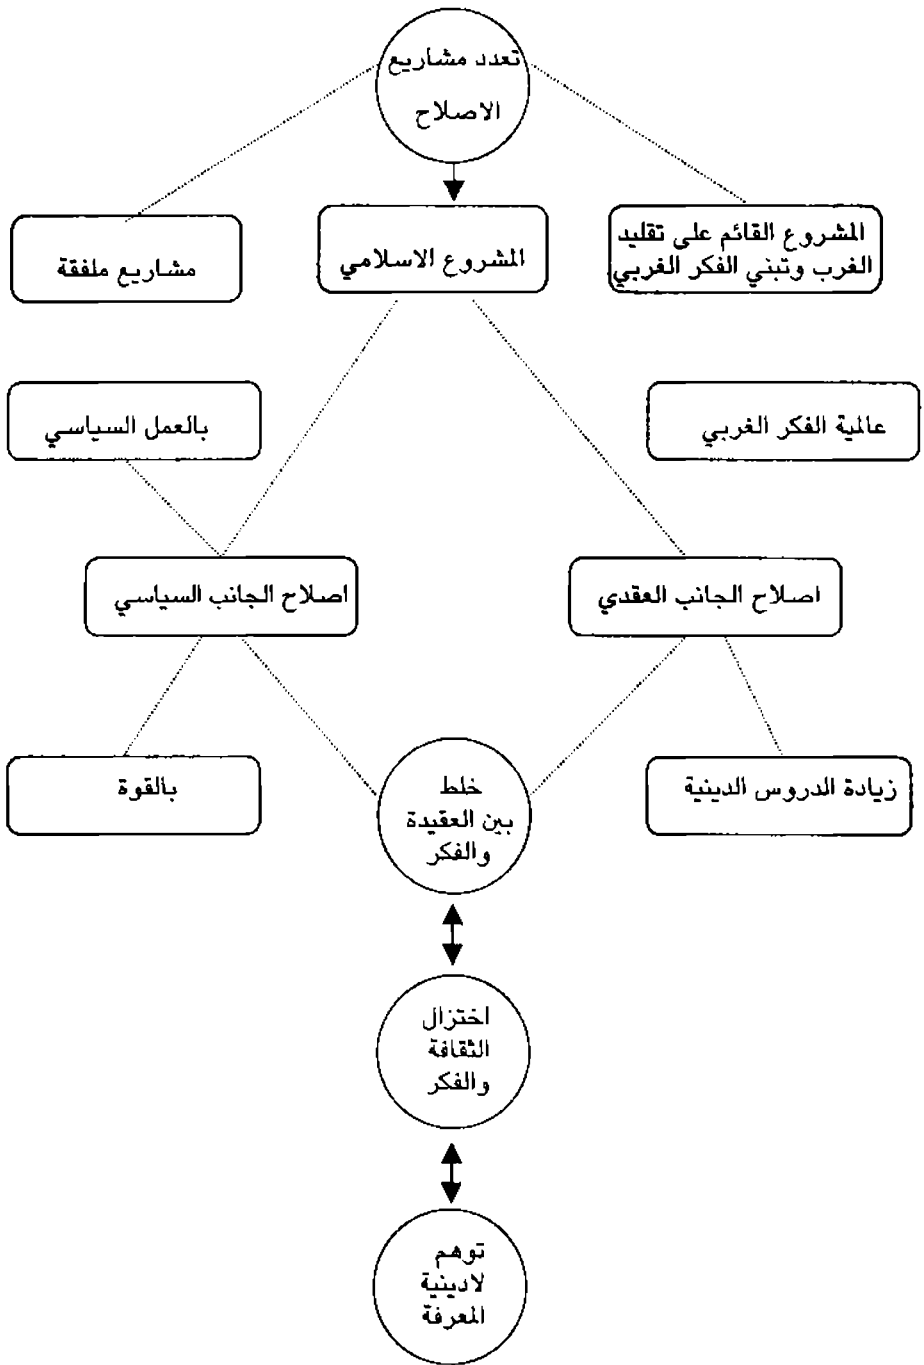 تعدد مشاريع
الاصلاح
المشروع القائم على تقليد
الغرب وتبني الفكر الغربي
المشروع الاسلامي
مشاريع ملفقة
عالمية الفكر الغربي
بالعمل السياسي
اصلاح الجانب العقدي
اصلاح الجانب السياسي
زيادة الدروس الدينية
خلط
بين العقيدة
والفكر
بالقوة
اختزال
الثقافة
والفكر
توهم
لادينية
المعرفة